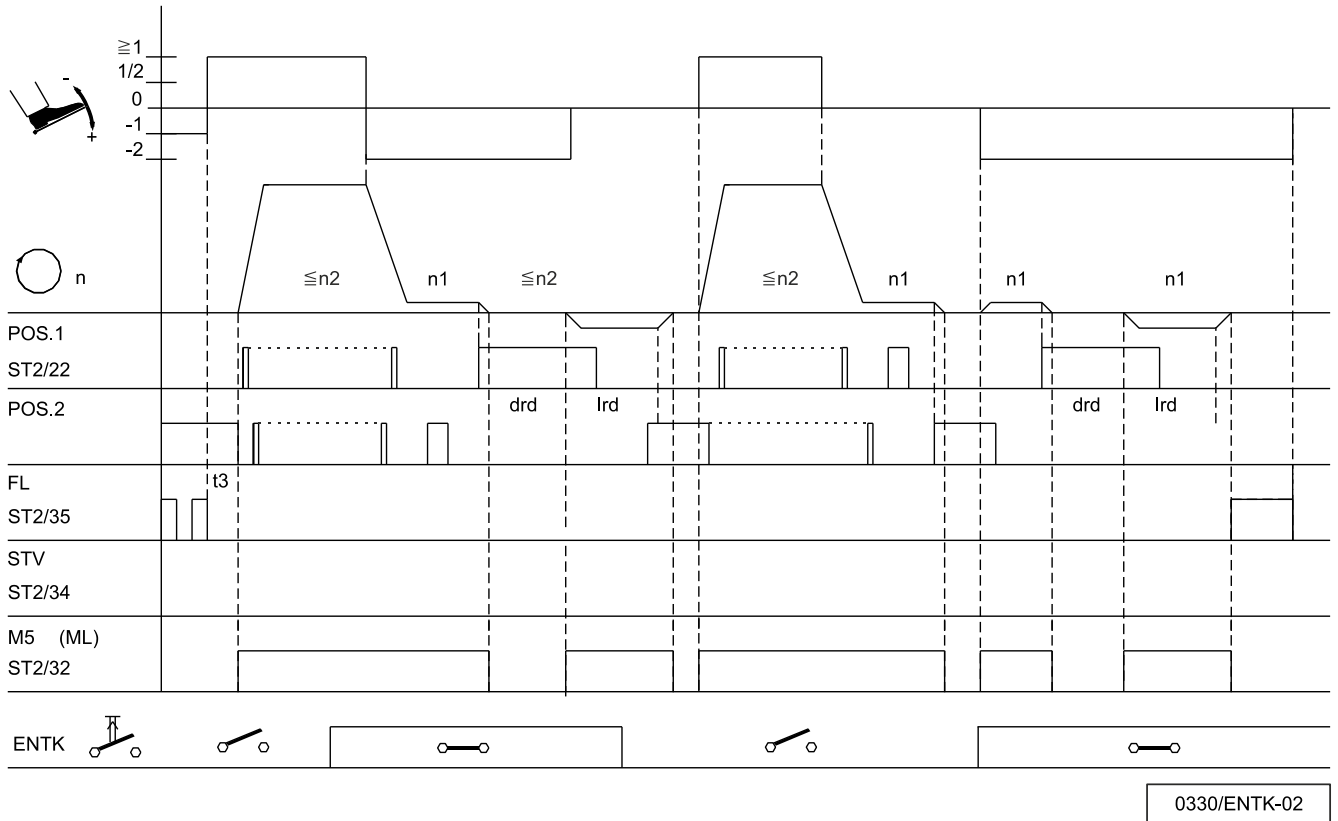 ≧1
1/2
0
-1
-2
-
+
n
≦n2 n1 ≦n2 ≦n2 n1 n1 n1
POS.1
ST2/22
POS.2 drd lrd drd lrd
FL t3
ST2/35
STV
ST2/34
M5 (ML)
ST2/32
ENTK
0330/ENTK-02